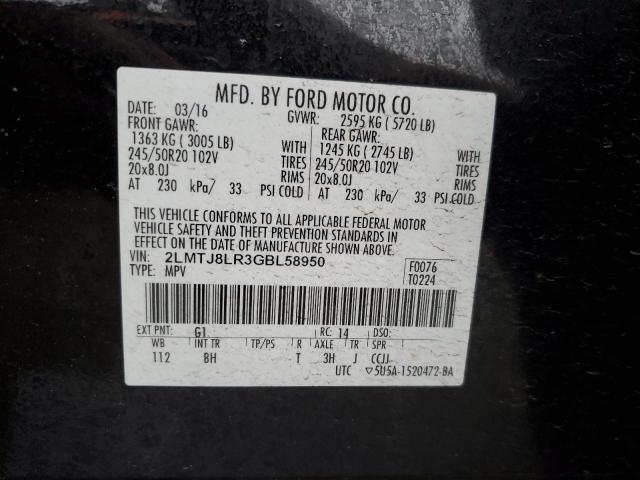 MFD. BY FORD MOTOR CO.
DATE: 03/16 GVWR: 2595 KG ( 5720 LB)
FRONT GAWR: REAR GAWR:
1363 KG ( 3005 LB) WITH 1245 KG ( 2745 LB) WITH
245/50R20 102V TIRES 245/50R20 102V TIRES
20x8.0J RIMS 20x8.0J RIMS
AT 230 kPa/ 33 PSI COLD AT 230 kPa/ 33 PSI COLD
THIS VEHICLE CONFORMS TO ALL APPLICABLE FEDERAL MOTOR
VEHICLE SAFETY AND THEFT PREVENTION STANDARDS IN
EFFECT ON THE DATE OF MANUFACTURE SHOWN ABOVE.
VIN: 2LMTJ8LR3GBL58950 F0076
TYPE: MPV T0224
EXT PNT: G1 RC: 14 DSO:
WB INT TR TP/PS R AXLE TR SPR
112 BH T 3H J CCJJ
UTC ▽5U5A-1520472-BA